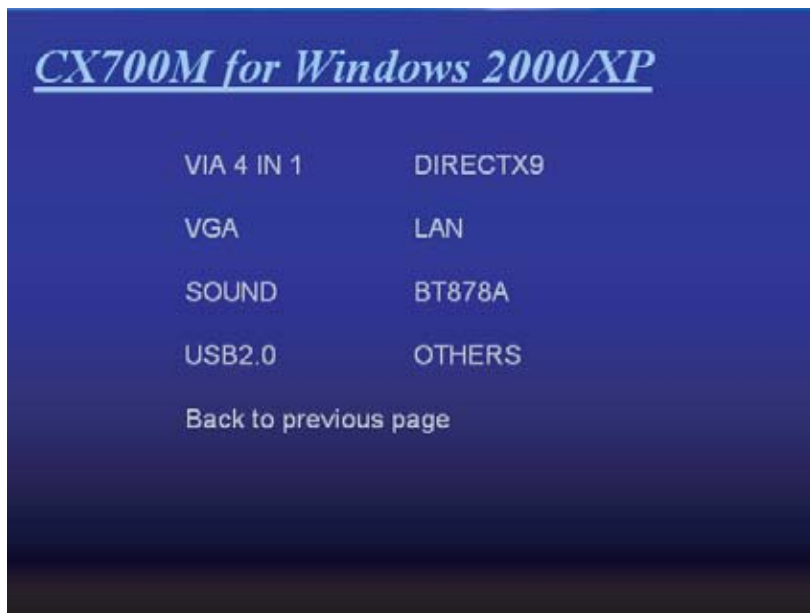 CX700M for Windows 2000/XP
VIA 4 IN 1 DIRECTX9
VGA LAN
SOUND BT878A
USB2.0 OTHERS
Back to previous page